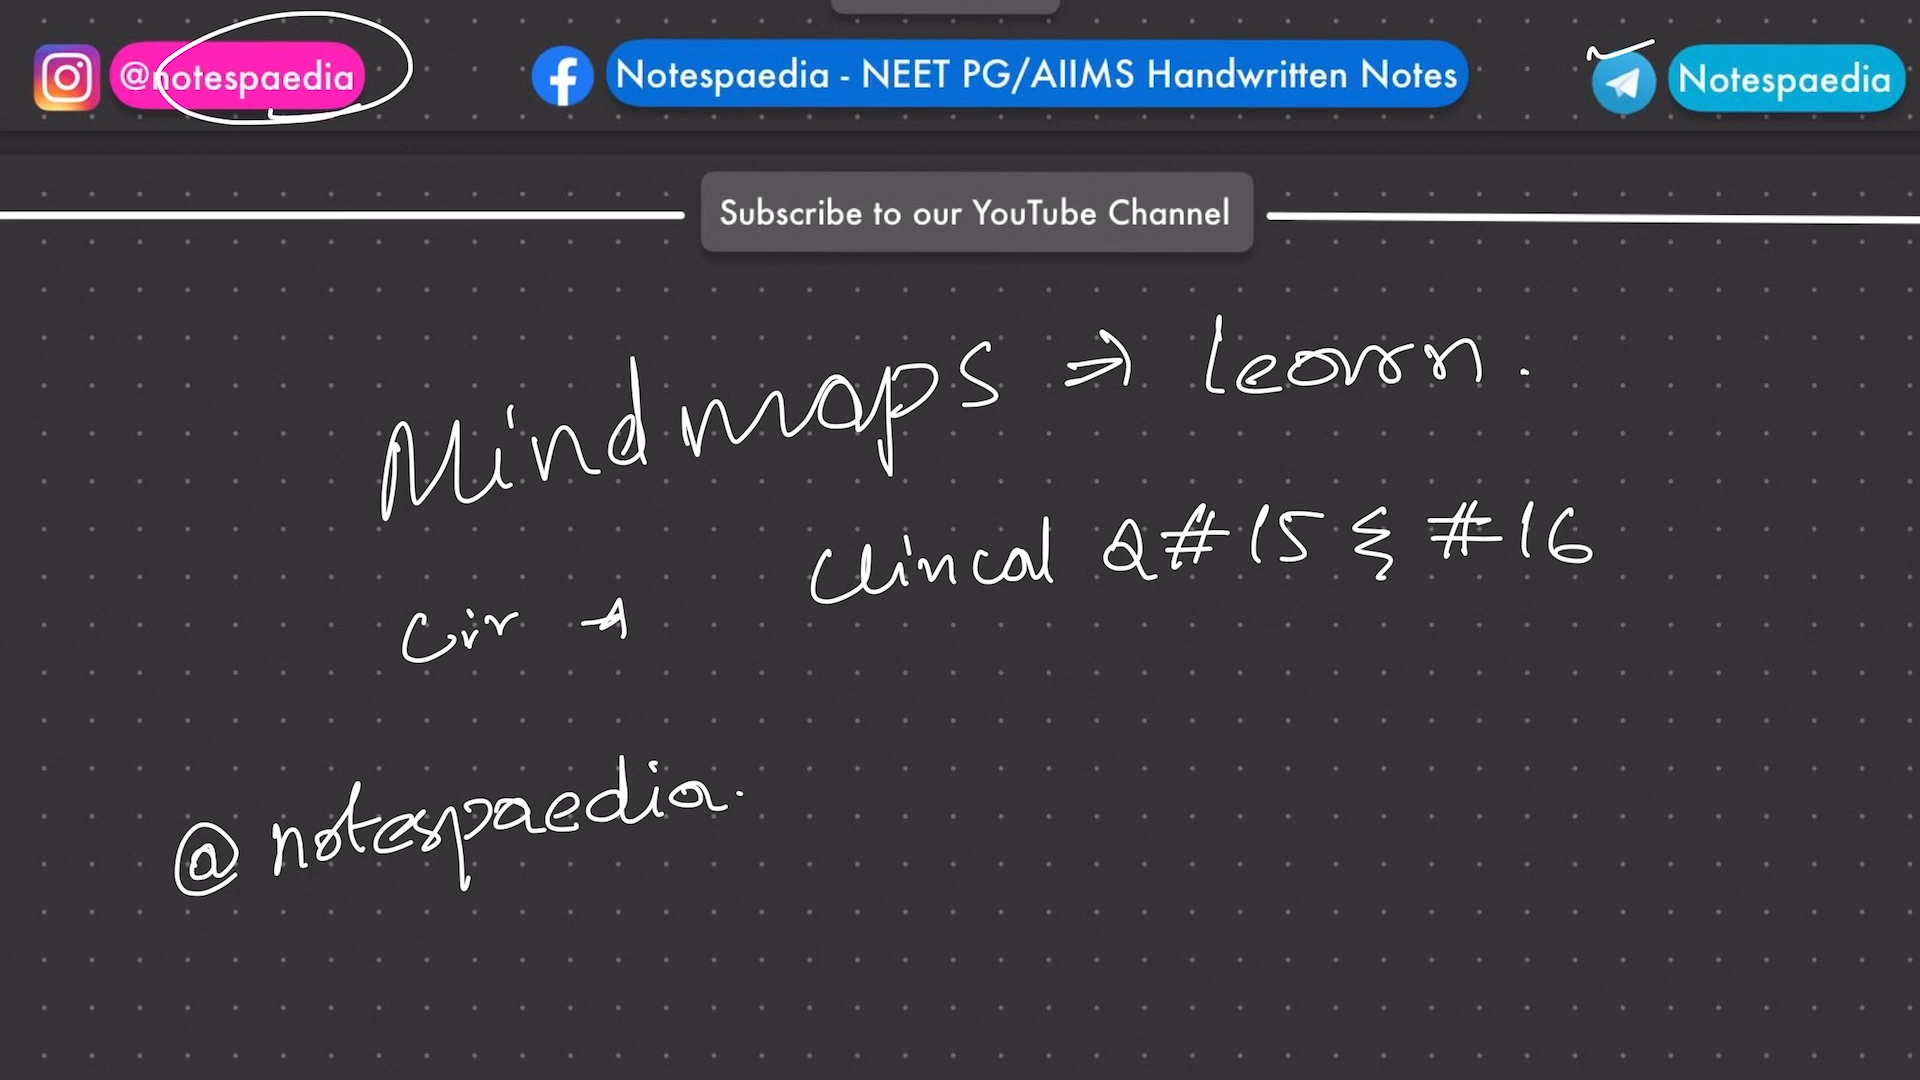 @notespaedia
Notespaedia - NEET PG/AIIMS Handwritten Notes
Notespaedia
Subscribe to our YouTube Channel
Mindmaps → learn.
Clincal Q#15 & #16
Cir →
@notespaedia.